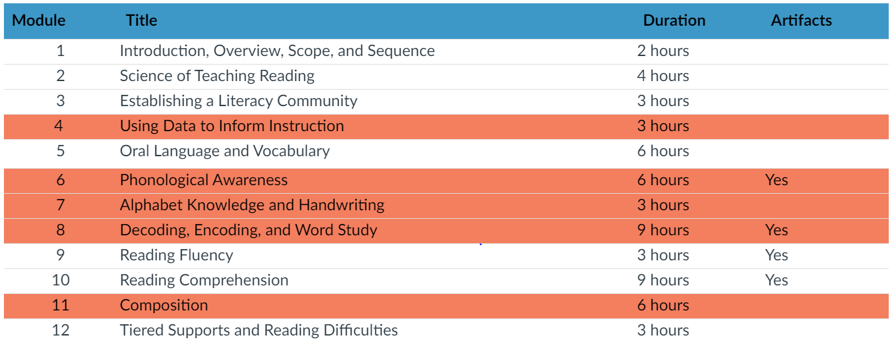 Module Title Duration Artifacts
1 Introduction, Overview, Scope, and Sequence 2 hours
2 Science of Teaching Reading 4 hours
3 Establishing a Literacy Community 3 hours
4 Using Data to Inform Instruction 3 hours
5 Oral Language and Vocabulary 6 hours
6 Phonological Awareness 6 hours Yes
7 Alphabet Knowledge and Handwriting 3 hours
8 Decoding, Encoding, and Word Study 9 hours Yes
9 Reading Fluency 3 hours Yes
10 Reading Comprehension 9 hours Yes
11 Composition 6 hours
12 Tiered Supports and Reading Difficulties 3 hours